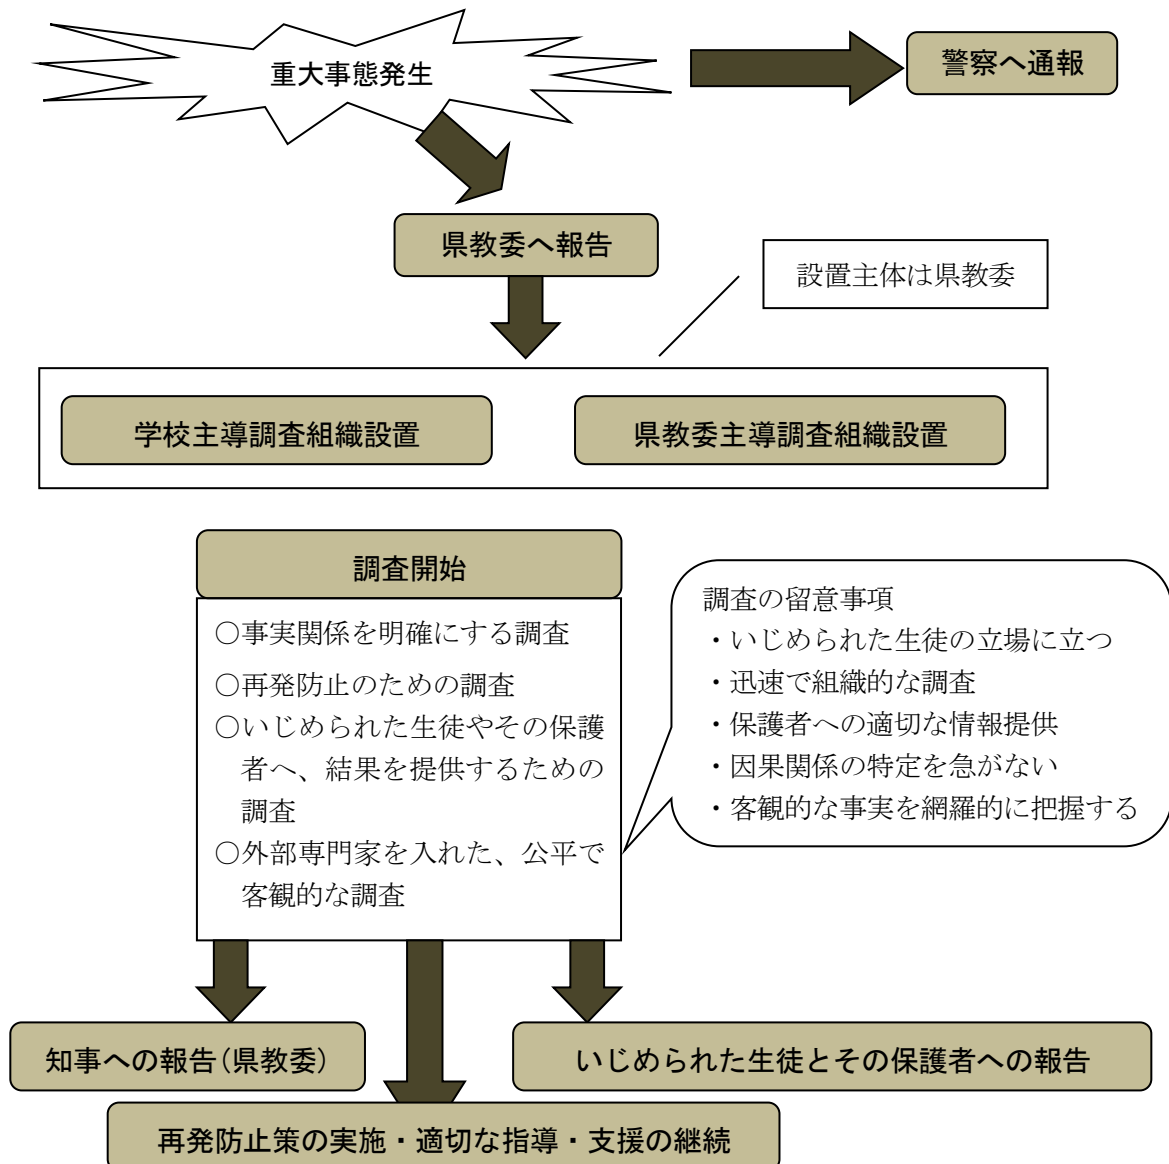 重大事態発生
警察へ通報
県教委へ報告
設置主体は県教委
学校主導調査組織設置
県教委主導調査組織設置
調査開始
○事実関係を明確にする調査
○再発防止のための調査
○いじめられた生徒やその保護
者へ、結果を提供するための
調査
○外部専門家を入れた、公平で
客観的な調査
調査の留意事項
・いじめられた生徒の立場に立つ
・迅速で組織的な調査
・保護者への適切な情報提供
・因果関係の特定を急がない
・客観的な事実を網羅的に把握する
知事への報告(県教委)
いじめられた生徒とその保護者への報告
再発防止策の実施・適切な指導・支援の継続